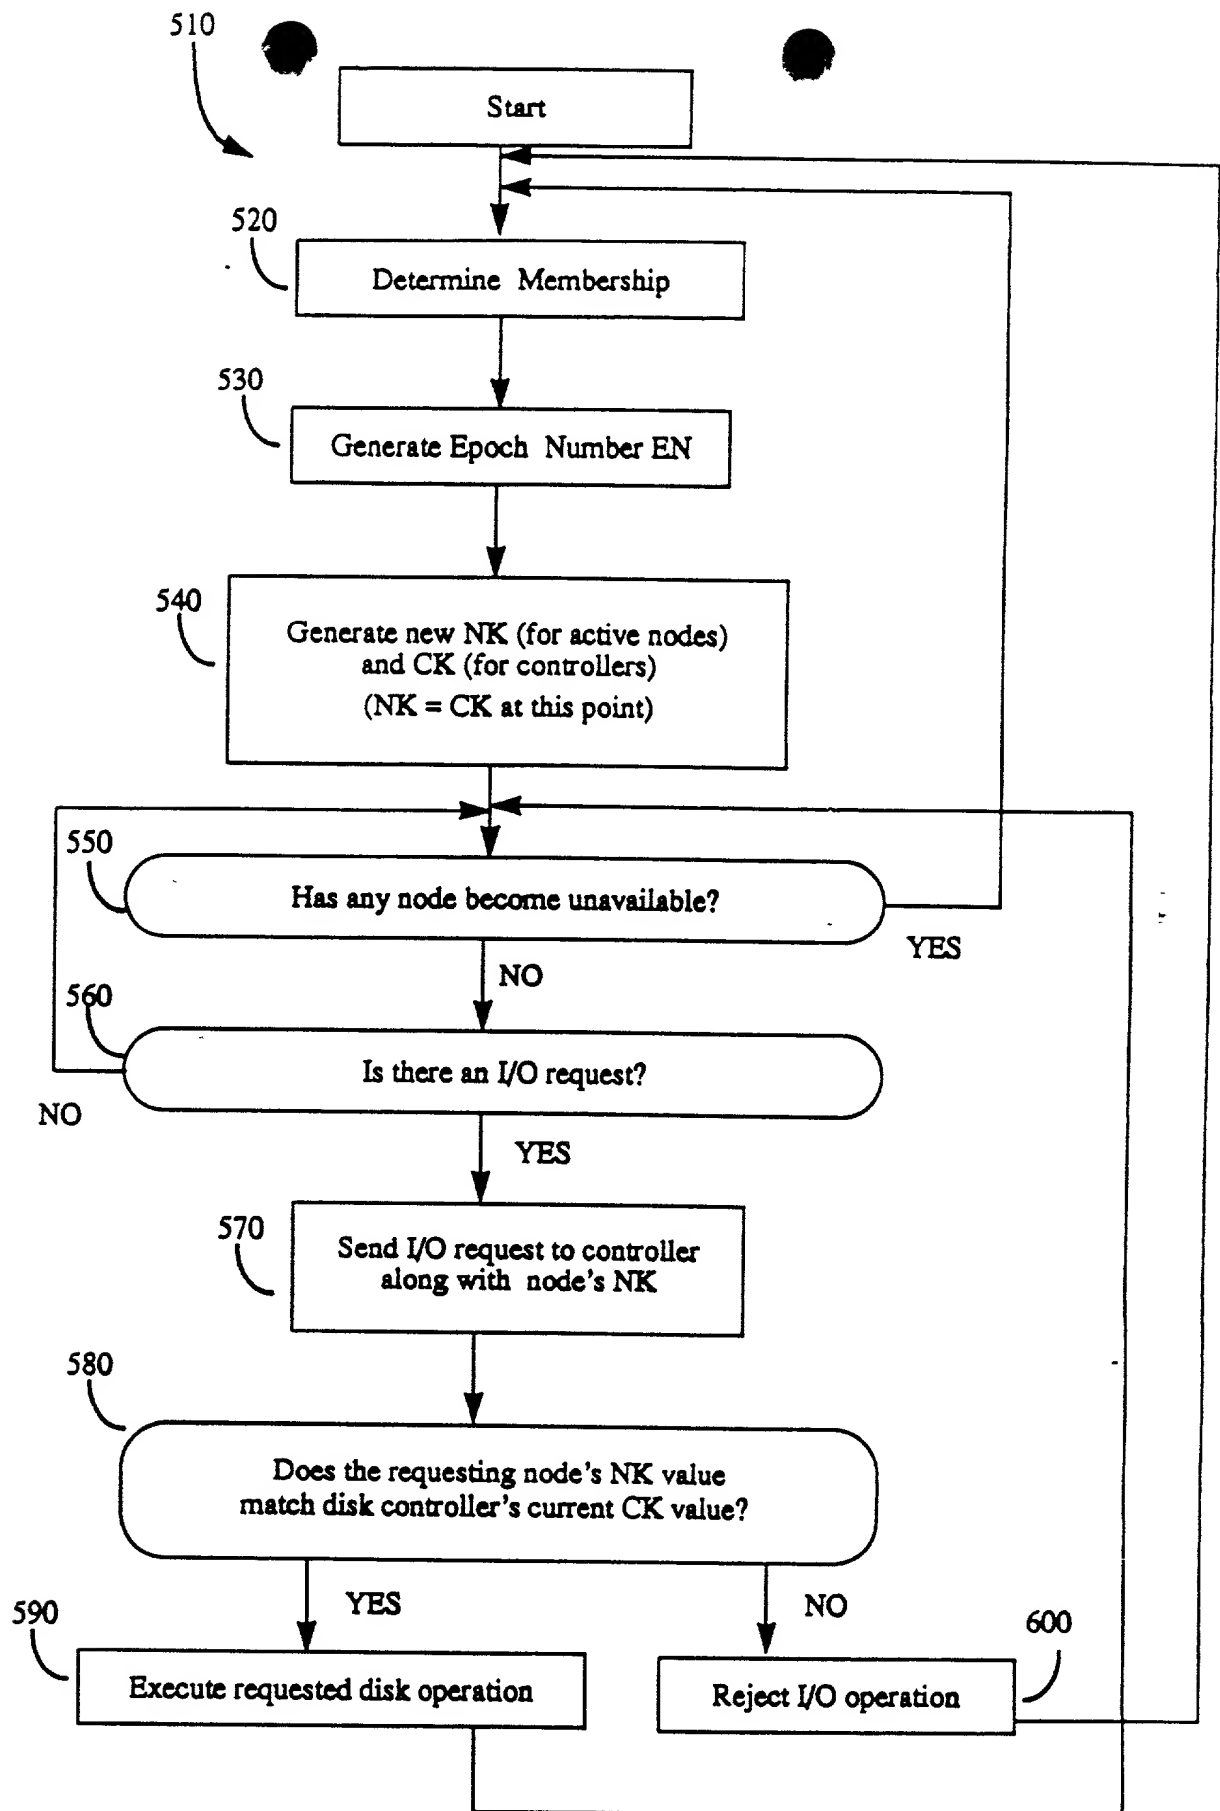 510
Start
520
Determine Membership
530
Generate Epoch Number EN
540
Generate new NK (for active nodes)
and CK (for controllers)
(NK = CK at this point)
550
Has any node become unavailable?
YES
NO
560
Is there an I/O request?
NO
YES
570
Send I/O request to controller
along with node's NK
580
Does the requesting node's NK value
match disk controller's current CK value?
YES
NO
590
600
Execute requested disk operation
Reject I/O operation